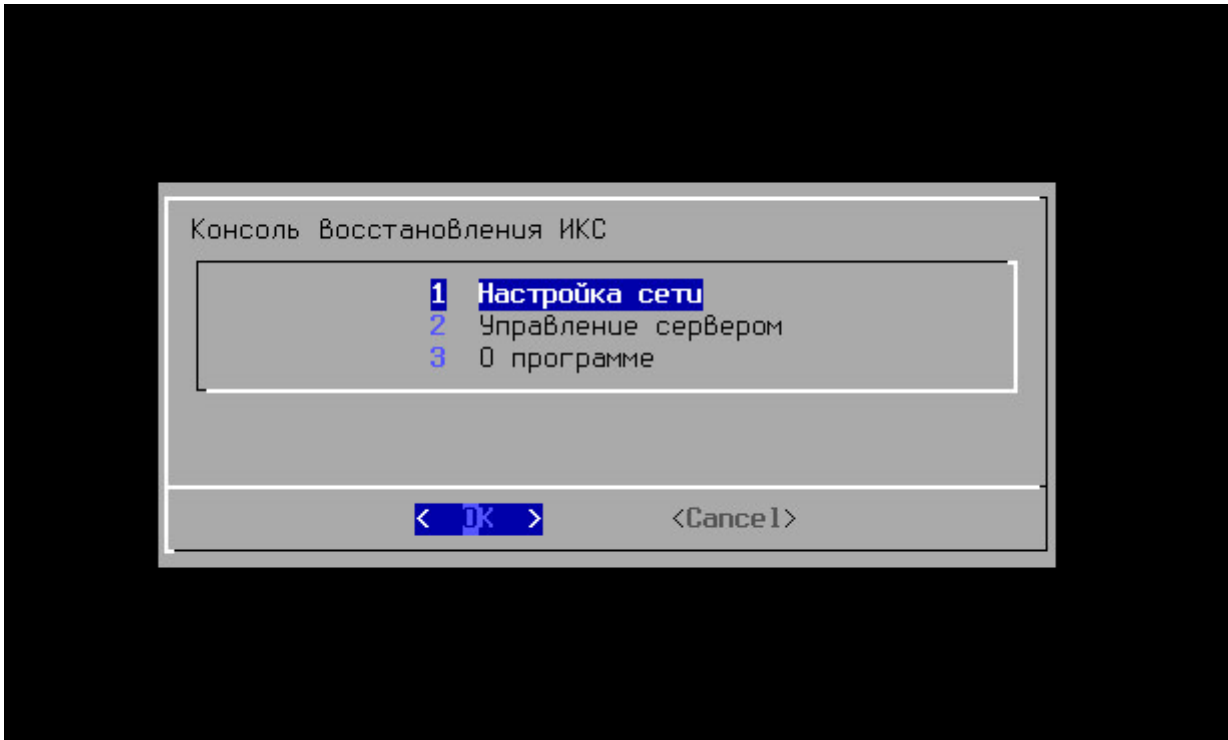 Консоль восстановления ИКС
1 Настройка сети
2 Управление сервером
3 О программе
< OK > <Cancel>